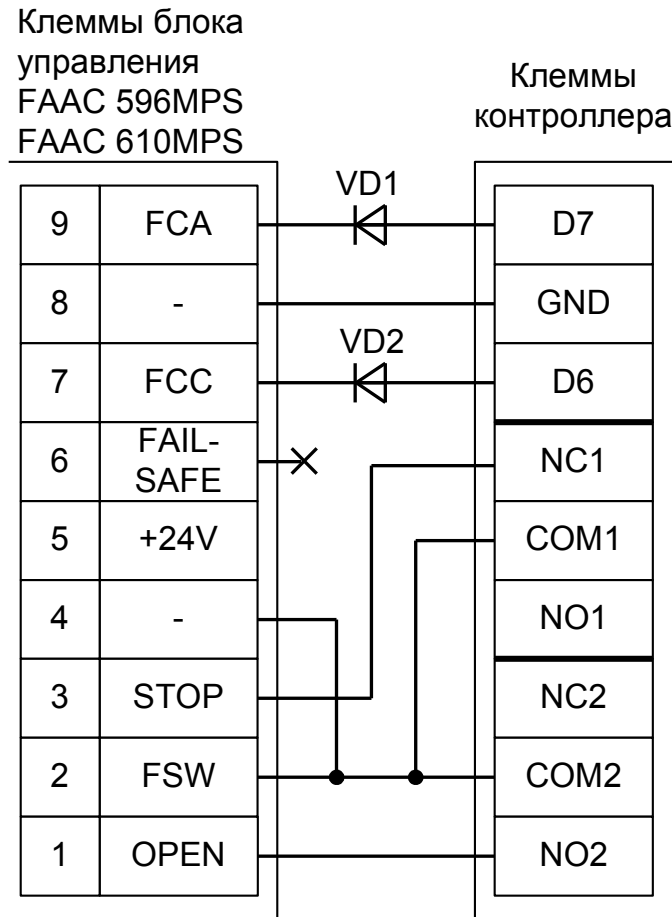 Клеммы блока
управления
FAAC 596MPS
FAAC 610MPS
Клеммы
контроллера
VD1
9 FCA D7
8 - GND
VD2
7 FCC D6
6 FAIL-
SAFE NC1
5 +24V COM1
4 - NO1
3 STOP NC2
2 FSW COM2
1 OPEN NO2